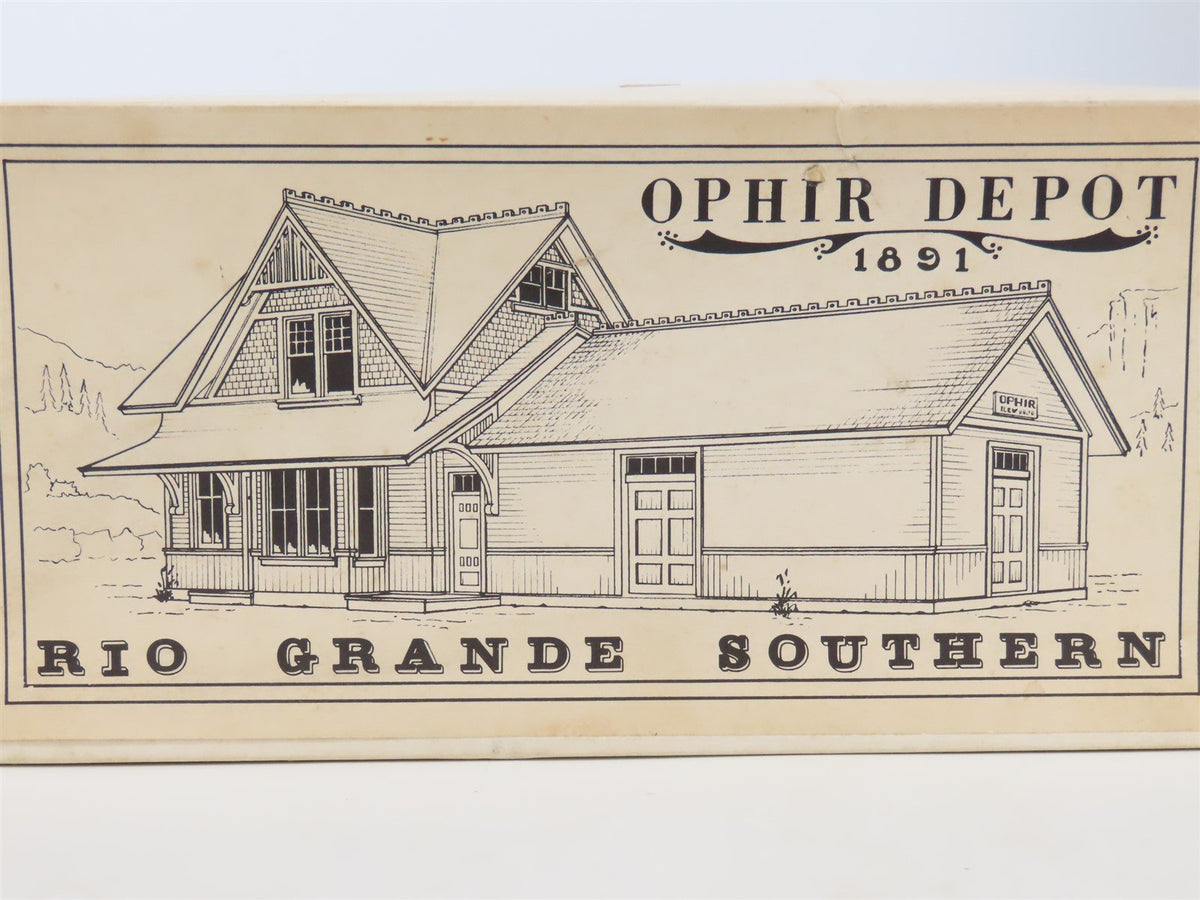 OPHIR DEPOT
1891
OPHIR
RIO GRANDE SOUTHERN